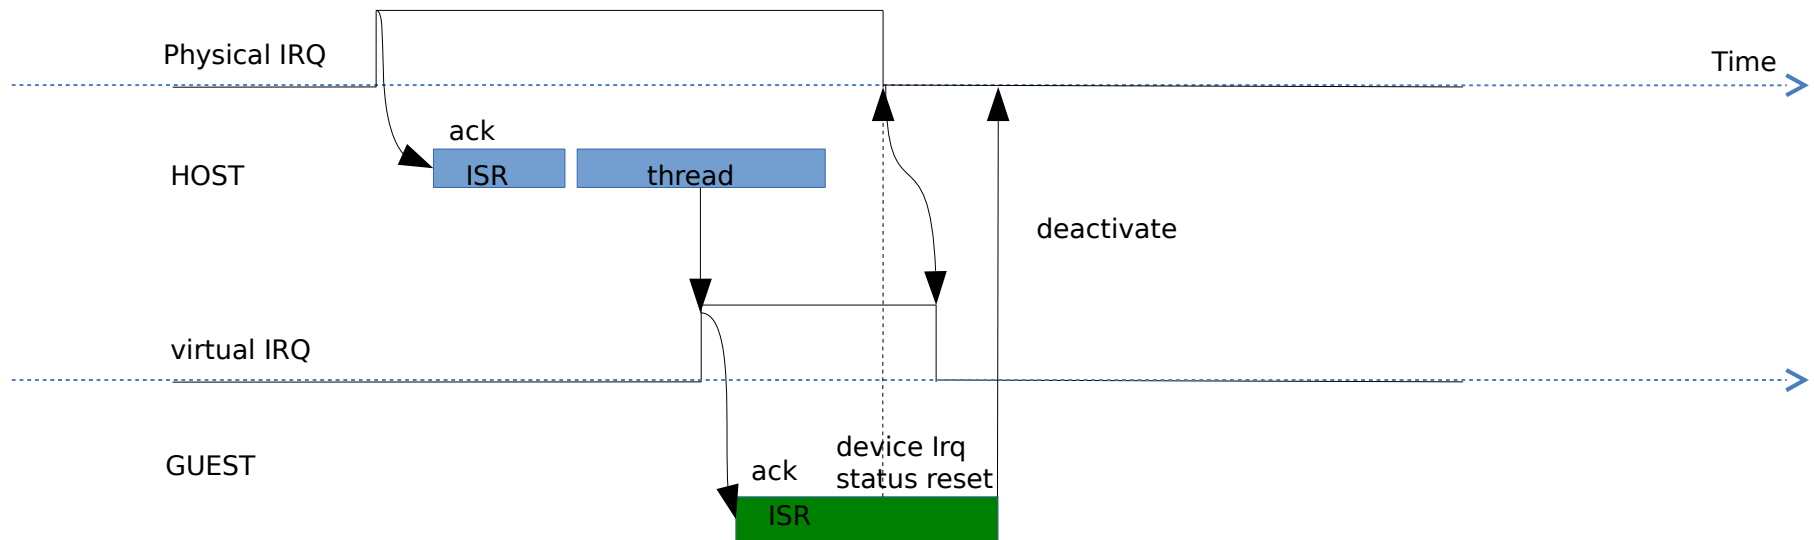 Physical IRQ
Time
ack
HOST
ISR
thread
deactivate
virtual IRQ
device Irq
status reset
GUEST
ack
ISR